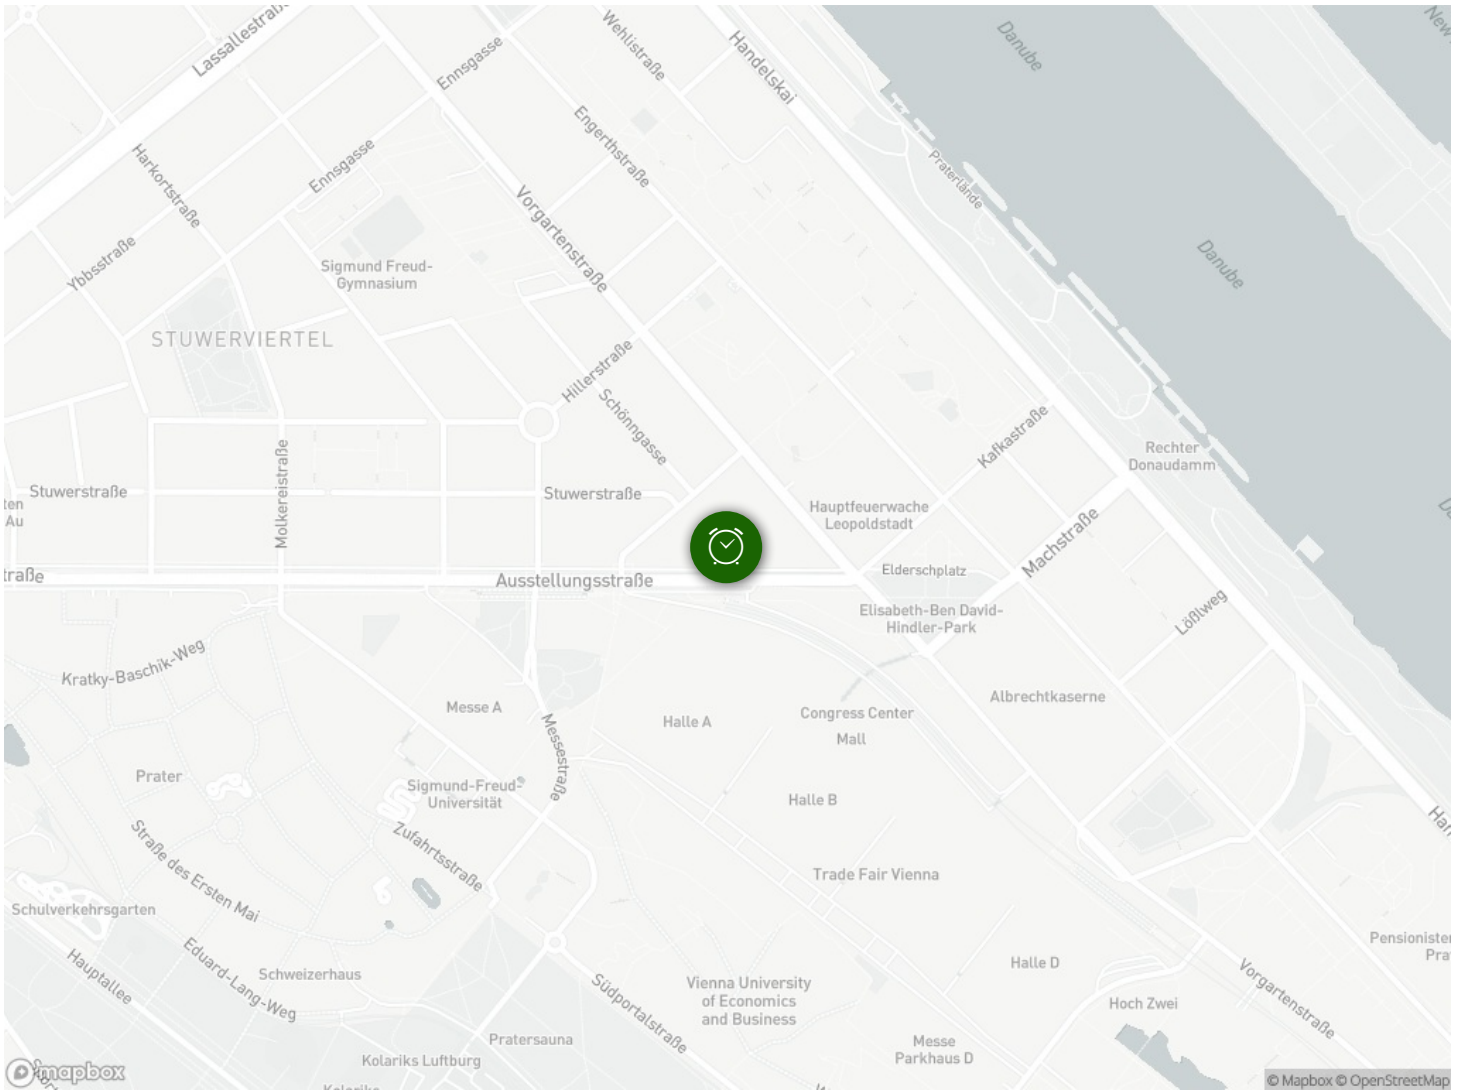 Lassallestraße
Wehlistraße
Handelskai
Danube
Ennsgasse
Engerthstraße
Harkortstraße
Ennsgasse
Praterlände
Vorgartenstraße
Danube
Ybbsstraße
Sigmund Freud-
Gymnasium
STUWERVIERTEL
Hillerstraße
Schönngasse
Kafkastraße
Rechter
Donaudamm
Molkereistraße
Stuwerstraße
Stuwerstraße
Au
Hauptfeuerwache
Leopoldstadt
Machstraße
Elderschplatz
traße
Ausstellungsstraße
Elisabeth-Ben David-
Hindler-Park
Lößlweg
Kratky-Baschik-Weg
Messe A
Halle A
Congress Center
Mall
Albrechtkaserne
Messestraße
Prater
Sigmund-Freud-
Universität
Halle B
Zufahrtsstraße
Straße des Ersten Mai
Trade Fair Vienna
Schulverkehrsgarten
Hauptallee
Eduard-Lang-Weg
Schweizerhaus
Südportalstraße
Vienna University
of Economics
and Business
Halle D
Vorgartenstraße
Pensionisten
Pra
Hoch Zwei
Messe
Parkhaus D
Pratersauna
Kolariks Luftburg
mapbox
© Mapbox © OpenStreetMap